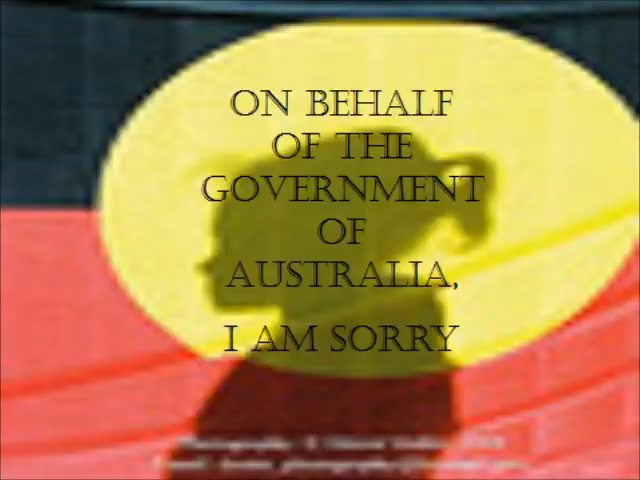 ON BEHALF
OF THE
GOVERNMENT
OF
AUSTRALIA,
I AM SORRY